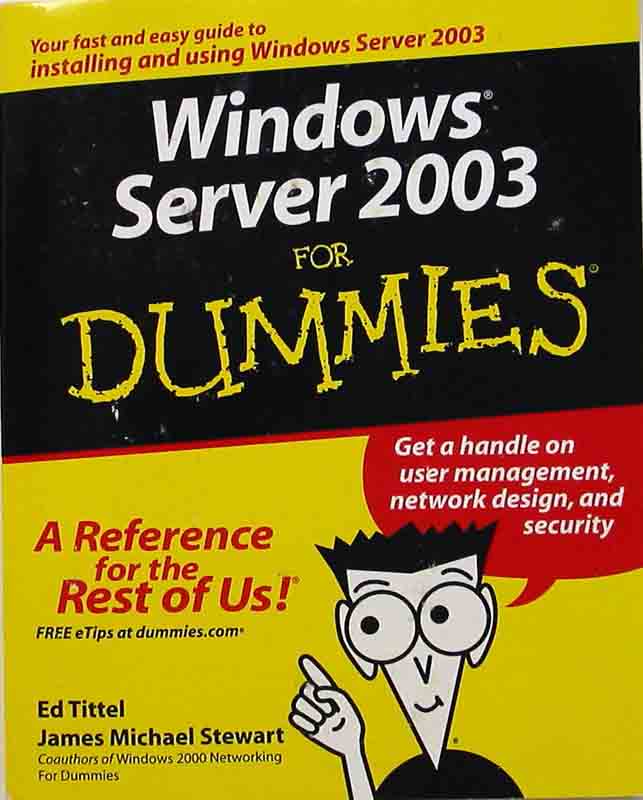 Your fast and easy guide to
installing and using Windows Server 2003
Windows®
Server 2003
FOR
DUMMIES®
Get a handle on
user management,
network design, and
security
A Reference
for the
Rest of Us!®
FREE eTips at dummies.com®
Ed Tittel
James Michael Stewart
Coauthors of Windows 2000 Networking
For Dummies